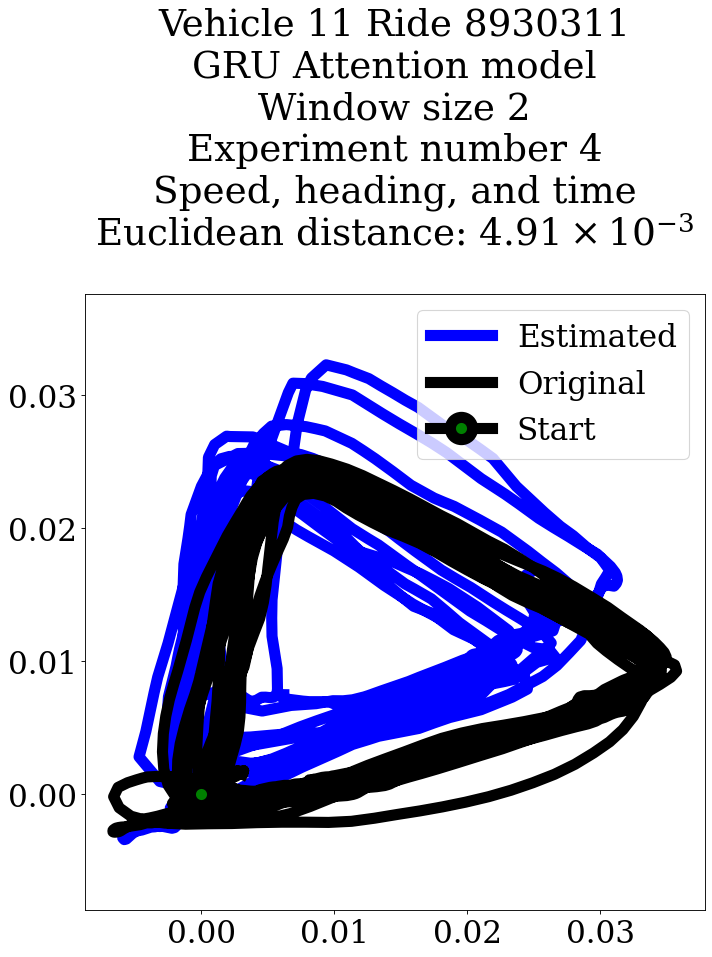 Vehicle 11 Ride 8930311
GRU Attention model
Window size 2
Experiment number 4
Speed, heading, and time
Euclidean distance: 4.91 × 10⁻³
Estimated
Original
Start
0.03
0.02
0.01
0.00
0.00 0.01 0.02 0.03